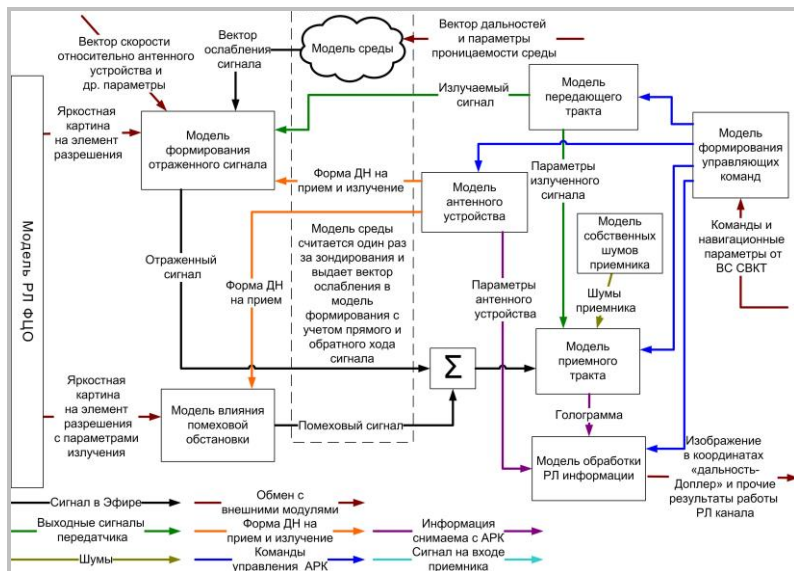 Вектор скорости
относительно антенного
устройства и
др. параметры
Вектор
ослабления
сигнала
Модель среды
Вектор дальностей и параметры
проницаемости среды
Модель РЛ ФЦО
Яркостная
картина
на элемент
разрешения
Модель
формирования
отраженного сигнала
Излучаемый
сигнал
Модель
передающего
тракта
Модель
формирования
управляющих
команд
Форма ДН на
прием и излучение
Модель
антенного
устройства
Параметры
излученного
сигнала
Модель
собственных
шумов
приемника
Команды и
навигационные
параметры от
ВС СВКТ
Отраженный
сигнал
Форма ДН
на прием
Модель среды
считается один раз
за зондирование и
выдает вектор
ослабления в
модель
формирования с
учетом прямого и
обратного хода
сигнала
Параметры
антенного
устройства
Шумы
приемника
Σ
Модель
приемного
тракта
Яркостная
картина
на элемент
разрешения
с параметрами
излучения
Модель влияния
помеховой
обстановки
Помеховый сигнал
Голограмма
Модель обработки
РЛ информации
Изображение
в координатах
«дальность-
Доплер» и прочие
результаты работы
РЛ канала
Сигнал в Эфире
Обмен с
внешними модулями
Выходные сигналы
передатчика
Форма ДН на
прием и излучение
Информация
снимаема с АРК
Шумы
Команды
управления АРК
Сигнал на входе
приемника